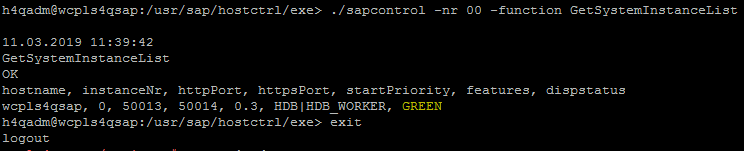 h4qadm@wcpls4qsap:/usr/sap/hostctrl/exe> ./sapcontrol -nr 00 -function GetSystemInstanceList
11.03.2019 11:39:42
GetSystemInstanceList
OK
hostname, instanceNr, httpPort, httpsPort, startPriority, features, dispstatus
wcpls4qsap, 0, 50013, 50014, 0.3, HDB|HDB_WORKER, GREEN
h4qadm@wcpls4qsap:/usr/sap/hostctrl/exe> exit
logout